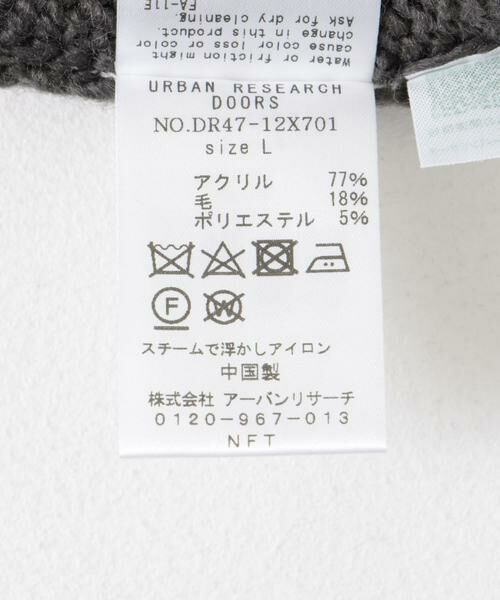 Water or friction might
cause color loss or color
change in this product.
Ask for dry cleaning.
FA-11E
URBAN RESEARCH
DOORS
NO.DR47-12X701
size L
アクリル 77%
毛 18%
ポリエステル 5%
F
W
スチームで浮かしアイロン
中国製
株式会社 アーバンリサーチ
0120-967-013
NFT